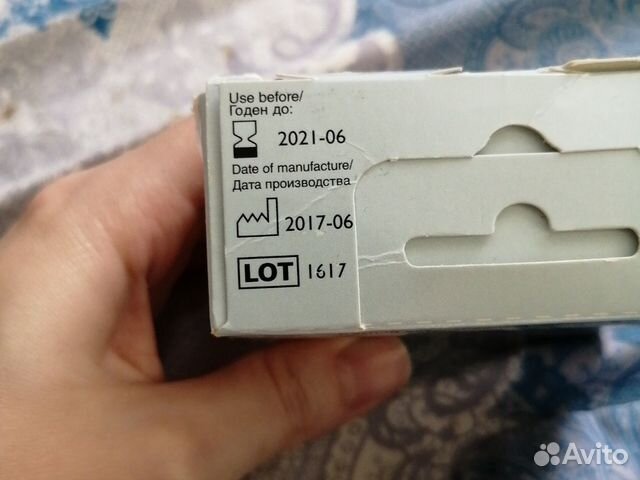 Use before/
Годен до:
2021-06
Date of manufacture/
Дата производства
2017-06
LOT 1617
Avito